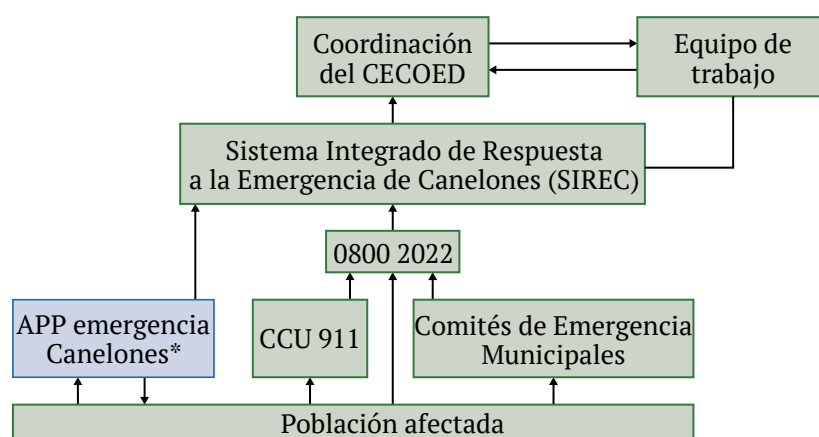 Coordinación
del CECOED
Equipo de
trabajo
Sistema Integrado de Respuesta
a la Emergencia de Canelones (SIREC)
0800 2022
APP emergencia
Canelones*
CCU 911
Comités de Emergencia
Municipales
Población afectada